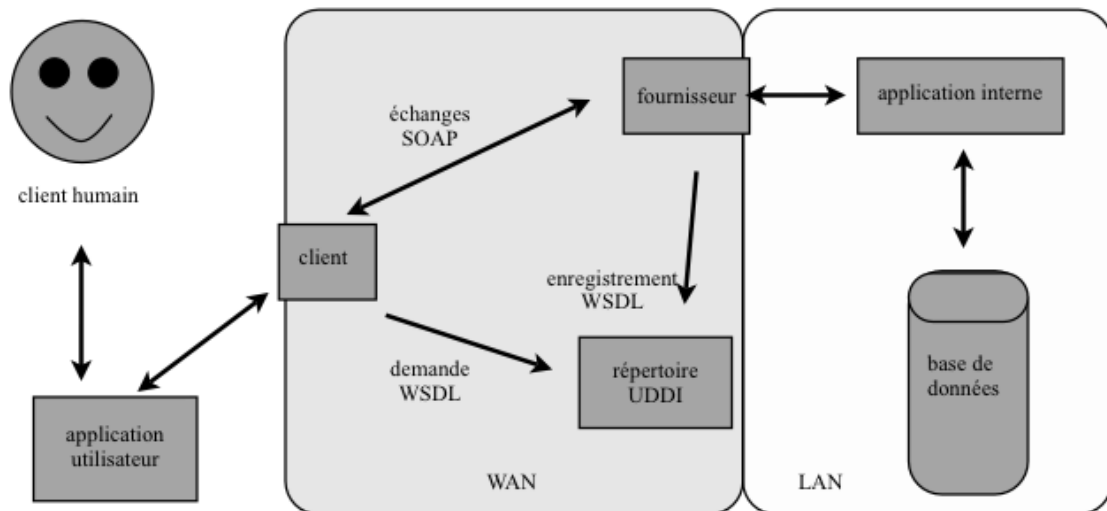 client humain
application
utilisateur
client
échanges
SOAP
fournisseur
application interne
enregistrement
WSDL
demande
WSDL
répertoire
UDDI
base de
données
WAN
LAN